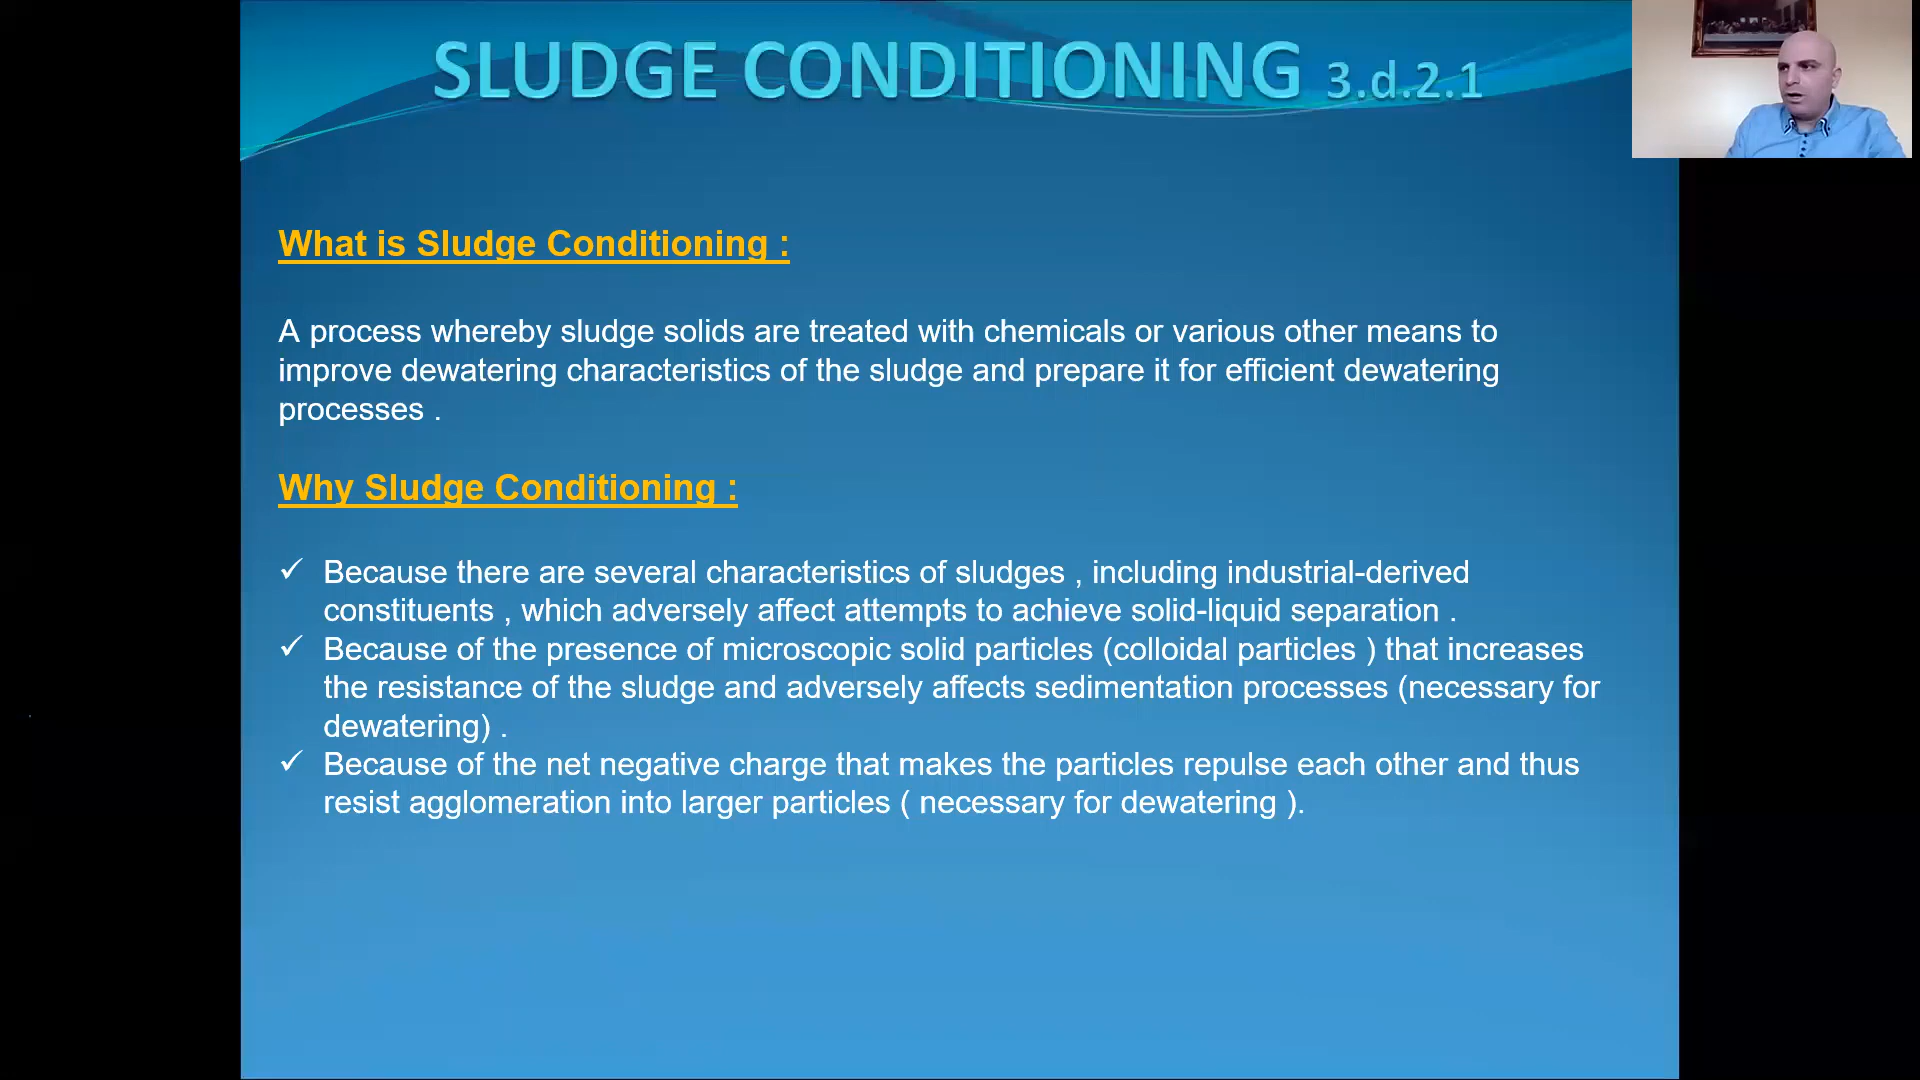 SLUDGE CONDITIONING 3.d.2.1
What is Sludge Conditioning :
A process whereby sludge solids are treated with chemicals or various other means to
improve dewatering characteristics of the sludge and prepare it for efficient dewatering
processes .
Why Sludge Conditioning :
✓ Because there are several characteristics of sludges , including industrial-derived
constituents , which adversely affect attempts to achieve solid-liquid separation .
✓ Because of the presence of microscopic solid particles (colloidal particles ) that increases
the resistance of the sludge and adversely affects sedimentation processes (necessary for
dewatering) .
✓ Because of the net negative charge that makes the particles repulse each other and thus
resist agglomeration into larger particles ( necessary for dewatering ).